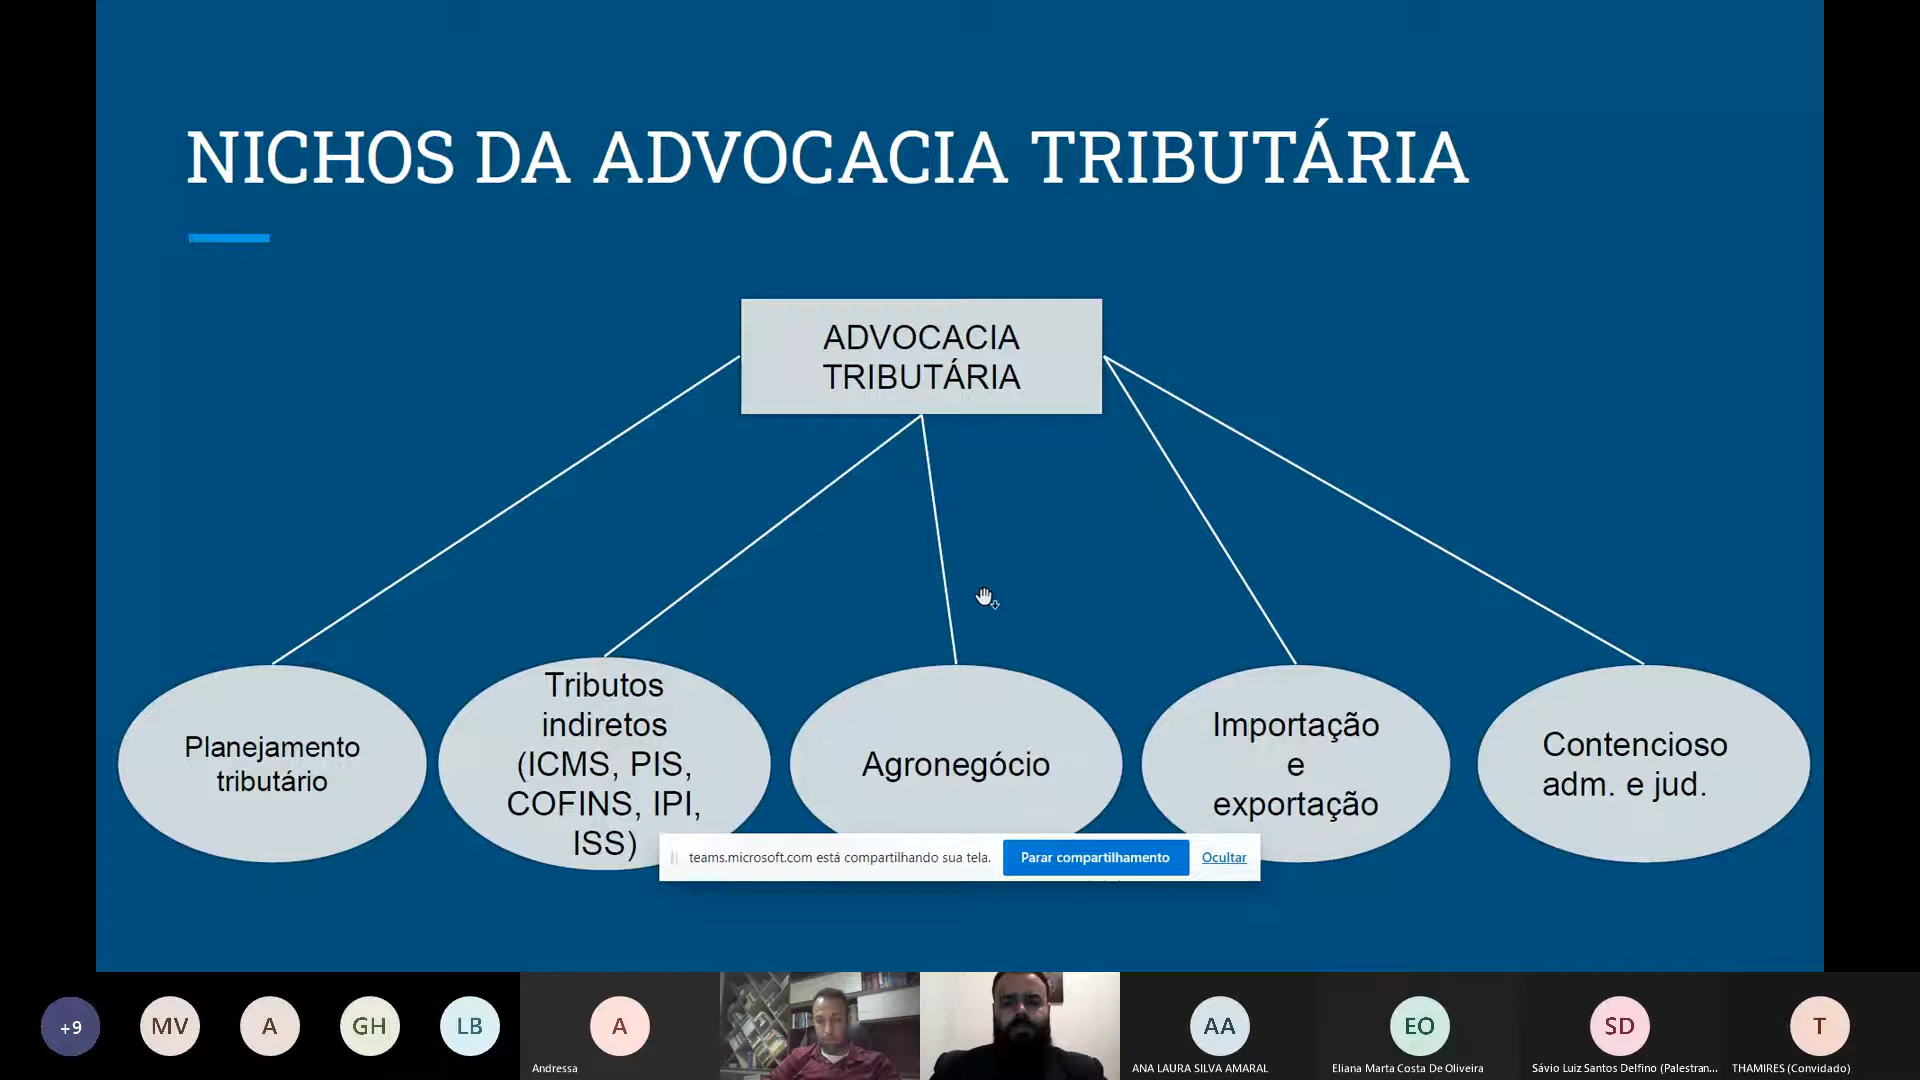 NICHOS DA ADVOCACIA TRIBUTÁRIA
ADVOCACIA
TRIBUTÁRIA
Planejamento
tributário
Tributos
indiretos
(ICMS, PIS,
COFINS, IPI,
ISS)
Agronegócio
Importação
e
exportação
Contencioso
adm. e jud.
teams.microsoft.com está compartilhando sua tela.
Parar compartilhamento
Ocultar
+9
MV
A
GH
LB
A
Andressa
AA
ANA LAURA SILVA AMARAL
EO
Eliana Marta Costa De Oliveira
SD
Sávio Luiz Santos Delfino (Palestran...
T
THAMIRES (Convidado)